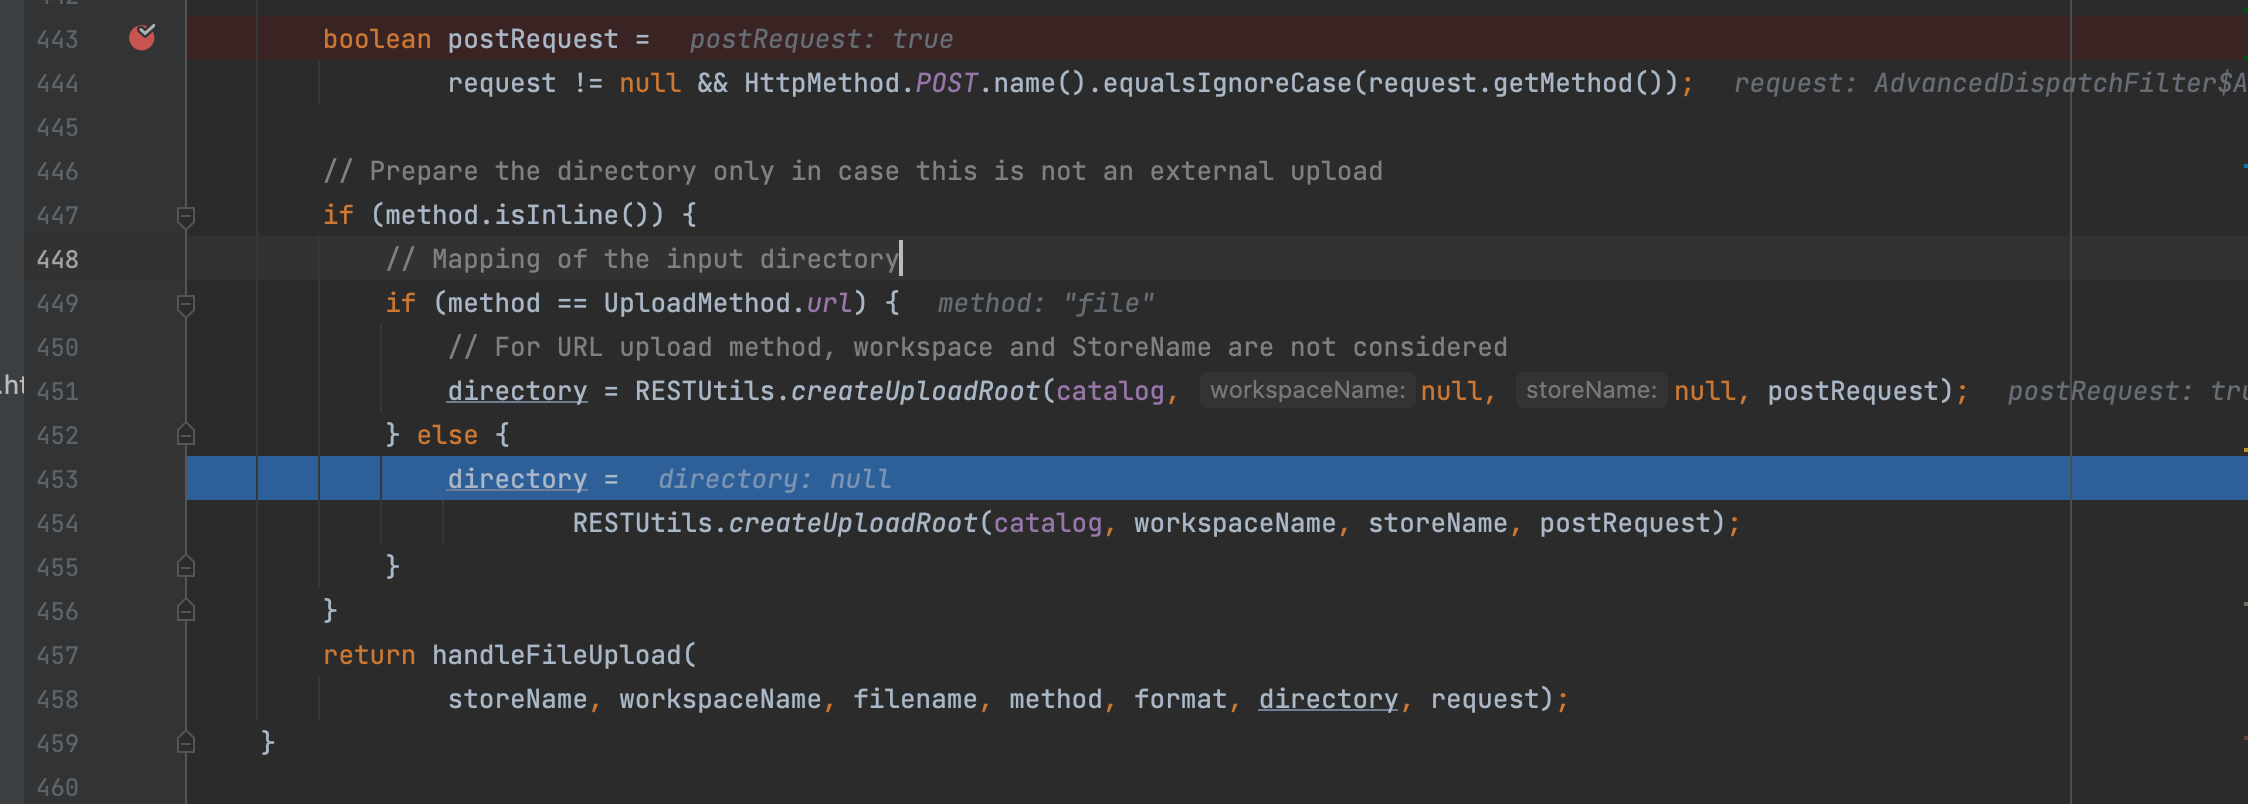 443 boolean postRequest = postRequest: true
444 request != null && HttpMethod.POST.name().equalsIgnoreCase(request.getMethod()); request: AdvancedDispatchFilter$A
445
446 // Prepare the directory only in case this is not an external upload
447 if (method.isInline()) {
448 // Mapping of the input directory
449 if (method == UploadMethod.url) { method: "file"
450 // For URL upload method, workspace and StoreName are not considered
.ht 451 directory = RESTUtils.createUploadRoot(catalog, workspaceName: null, storeName: null, postRequest); postRequest: tru
452 } else {
453 directory = directory: null
454 RESTUtils.createUploadRoot(catalog, workspaceName, storeName, postRequest);
455 }
456 }
457 return handleFileUpload(
458 storeName, workspaceName, filename, method, format, directory, request);
459 }
460